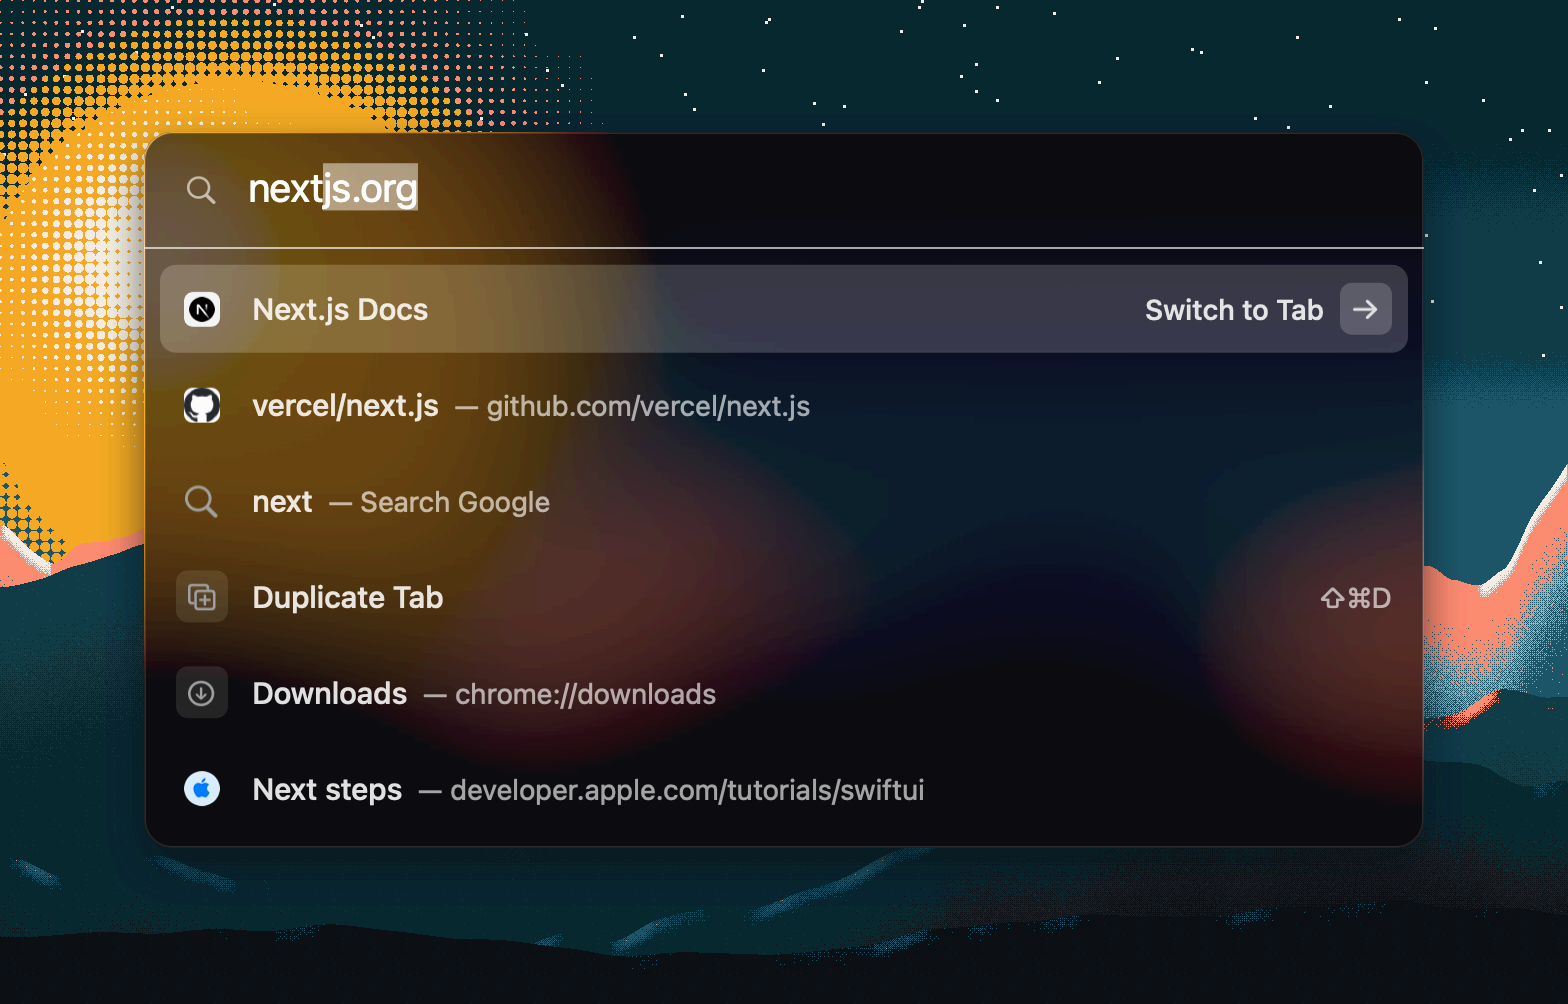 nextjs.org
Next.js Docs Switch to Tab →
vercel/next.js — github.com/vercel/next.js
next — Search Google
Duplicate Tab ⇧⌘D
Downloads — chrome://downloads
Next steps — developer.apple.com/tutorials/swiftui